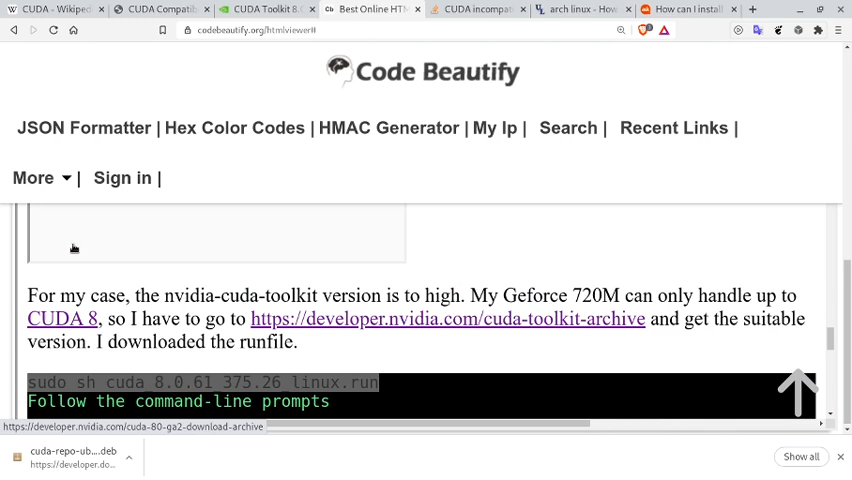 CUDA - Wikiped
CUDA Compatib
CUDA Toolkit 8.0
Best Online HTM
CUDA incompat
arch linux - How
How can I install
codebeautify.org/htmlviewer#
Code Beautify
JSON Formatter | Hex Color Codes | HMAC Generator | My Ip | Search | Recent Links |
More | Sign in |
For my case, the nvidia-cuda-toolkit version is to high. My Geforce 720M can only handle up to
CUDA 8, so I have to go to https://developer.nvidia.com/cuda-toolkit-archive and get the suitable
version. I downloaded the runfile.
sudo sh cuda_8.0.61_375.26_linux.run
Follow the command-line prompts
https://developer.nvidia.com/cuda-80-ga2-download-archive
cuda-repo-ub....deb
https://developer.do...
Show all